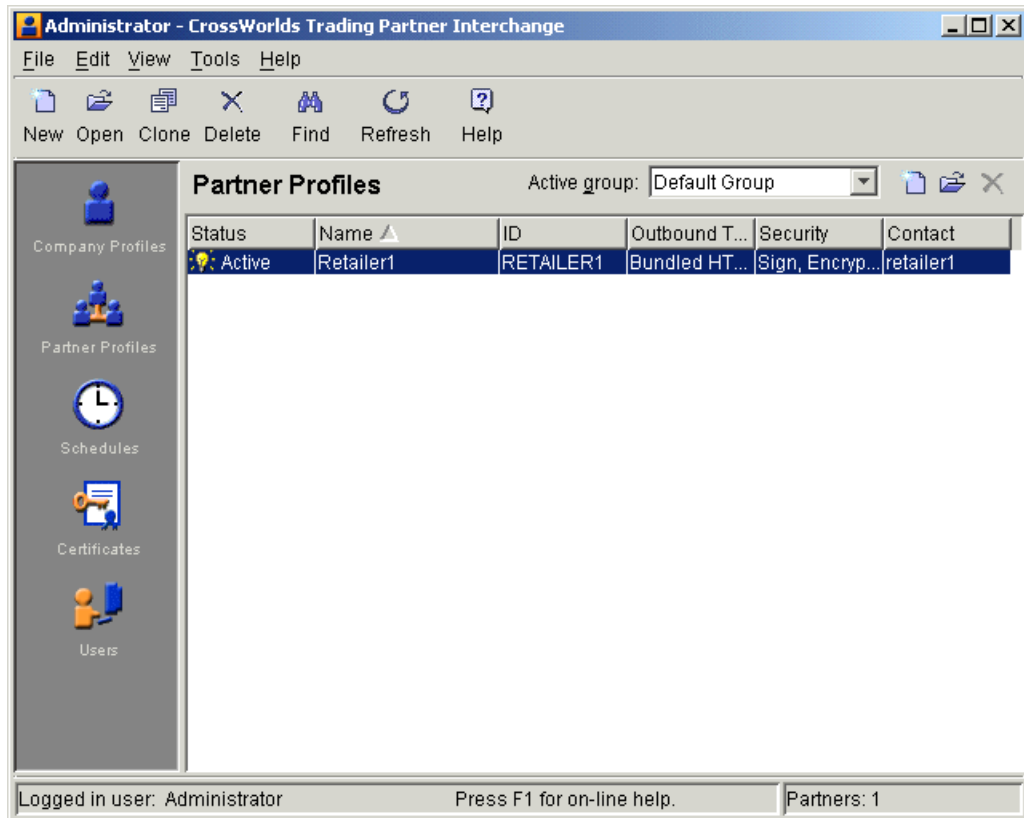 Administrator - CrossWorlds Trading Partner Interchange
File Edit View Tools Help
New Open Clone Delete Find Refresh Help
Company Profiles
Partner Profiles
Schedules
Certificates
Users
Partner Profiles Active group: Default Group
Status Name ID Outbound T... Security Contact
Active Retailer1 RETAILER1 Bundled HT... Sign, Encryp... retailer1
Logged in user: Administrator Press F1 for on-line help. Partners: 1